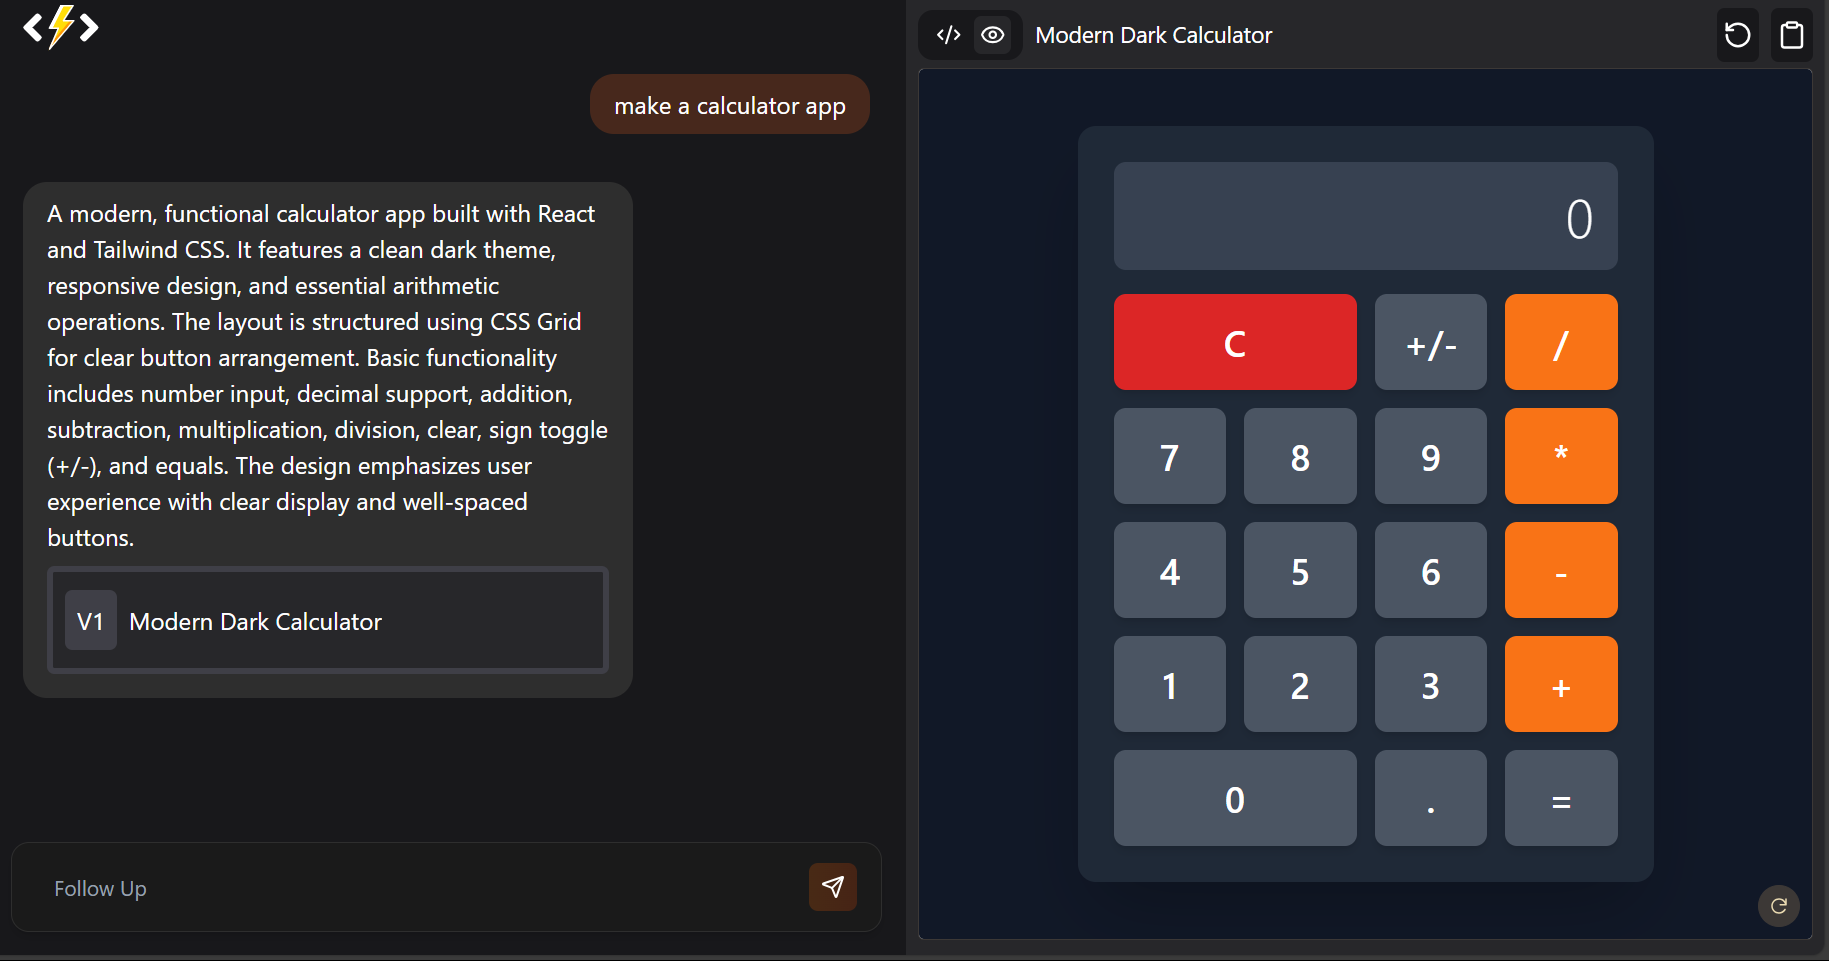 make a calculator app
A modern, functional calculator app built with React
and Tailwind CSS. It features a clean dark theme,
responsive design, and essential arithmetic
operations. The layout is structured using CSS Grid
for clear button arrangement. Basic functionality
includes number input, decimal support, addition,
subtraction, multiplication, division, clear, sign toggle
(+/-), and equals. The design emphasizes user
experience with clear display and well-spaced
buttons.
V1 Modern Dark Calculator
Follow Up
Modern Dark Calculator
0
C +/- /
7 8 9 *
4 5 6 -
1 2 3 +
0 . =